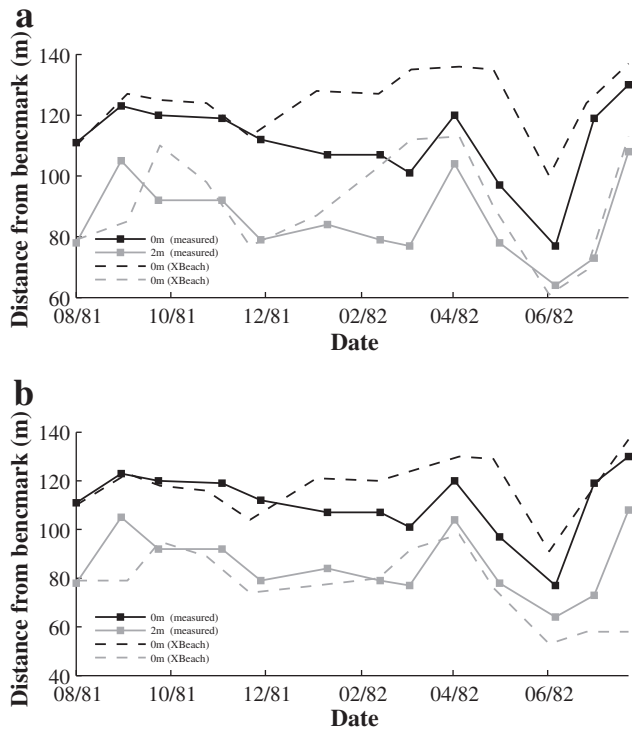 a
Distance from bencmark (m)
140
120
100
80
60
0m (measured)
2m (measured)
0m (XBeach)
0m (XBeach)
08/81 10/81 12/81 02/82 04/82 06/82
Date
b
Distance from benchmark (m)
140
120
100
80
60
40
0m (measured)
2m (measured)
0m (XBeach)
0m (XBeach)
08/81 10/81 12/81 02/82 04/82 06/82
Date